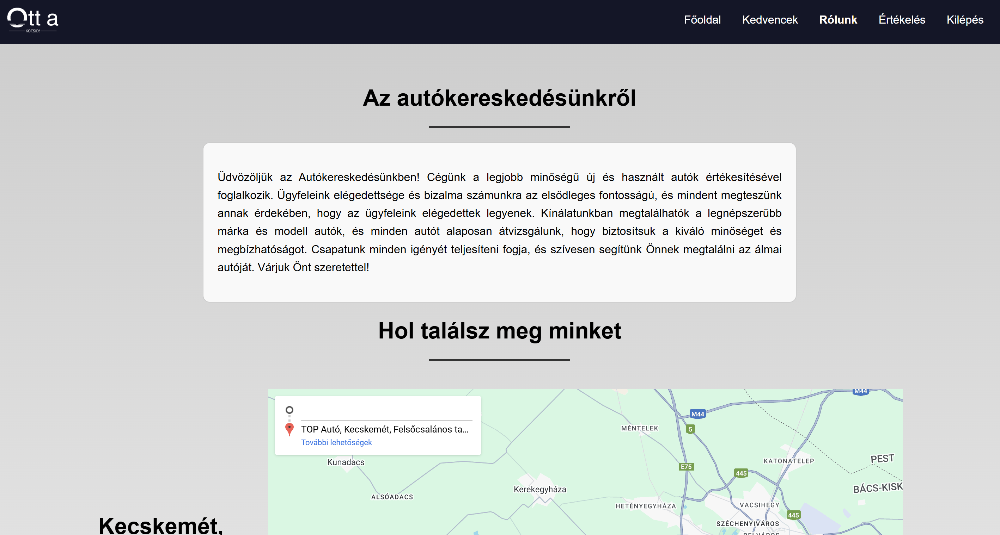 Ott a
KOCSID!
Főoldal Kedvencek Rólunk Értékelés Kilépés
Az autókereskedésünkről
Üdvözöljük az Autókereskedésünkben! Cégünk a legjobb minőségű új és használt autók értékesítésével
foglalkozik. Ügyfeleink elégedettsége és bizalma számunkra az elsődleges fontosságú, és mindent megteszünk
annak érdekében, hogy az ügyfeleink elégedettek legyenek. Kínálatunkban megtalálhatók a legnépszerűbb
márka és modell autók, és minden autót alaposan átvizsgálunk, hogy biztosítsuk a kiváló minőséget és
megbízhatóságot. Csapatunk minden igényét teljesíteni fogja, és szívesen segítünk Önnek megtalálni az álmai
autóját. Várjuk Önt szeretettel!
Hol találsz meg minket
Kecskemét,
TOP Autó, Kecskemét, Felsőcsalános ta...
További lehetőségek
M44
M44
5
MÉNTELEK
KATONATELEP
PEST
Kunadacs
E75
445
BÁCS-KISK
Kerekegyháza
ALSÓADACS
HETÉNYEGYHÁZA
VACSIHEGY
445
SZÉCHENYIVÁROS
BELVÁROS